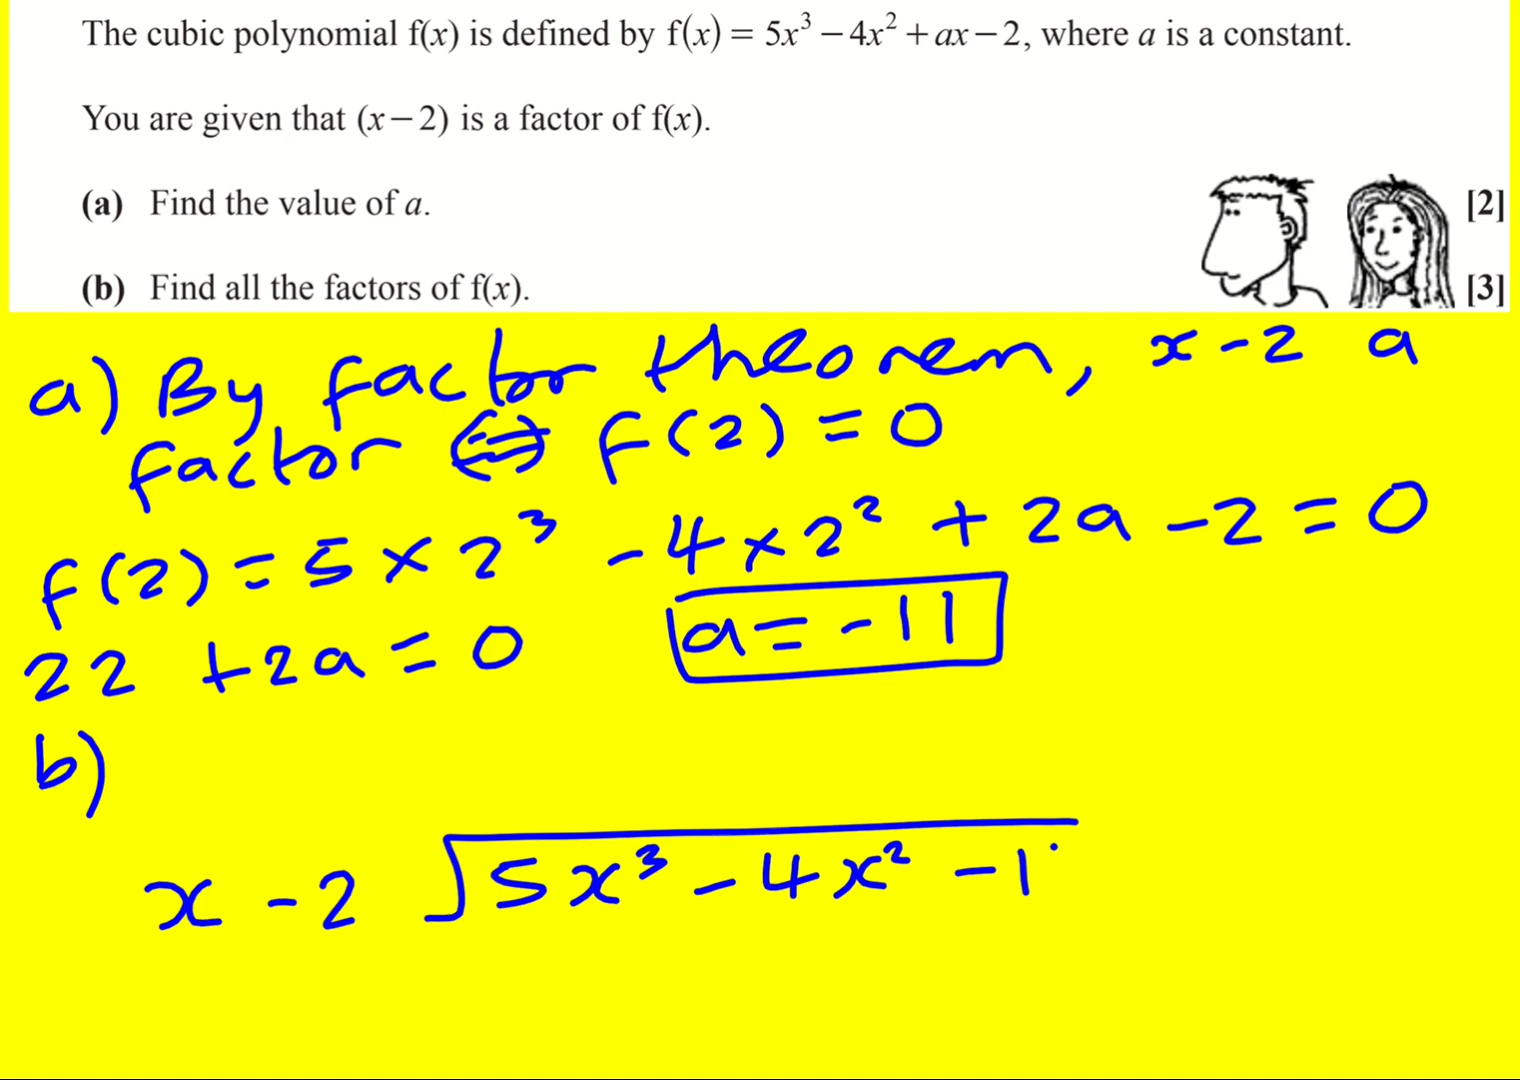 The cubic polynomial f(x) is defined by f(x) = 5x³ − 4x² + ax − 2, where a is a constant.
You are given that (x − 2) is a factor of f(x).
(a) Find the value of a. [2]
(b) Find all the factors of f(x). [3]
a) By factor theorem, x - 2 a
factor ⟺ f(2) = 0
f(2) = 5 × 2³ - 4 × 2² + 2a - 2 = 0
22 + 2a = 0 a = -11
b)
x - 2 √5x³ - 4x² - 1